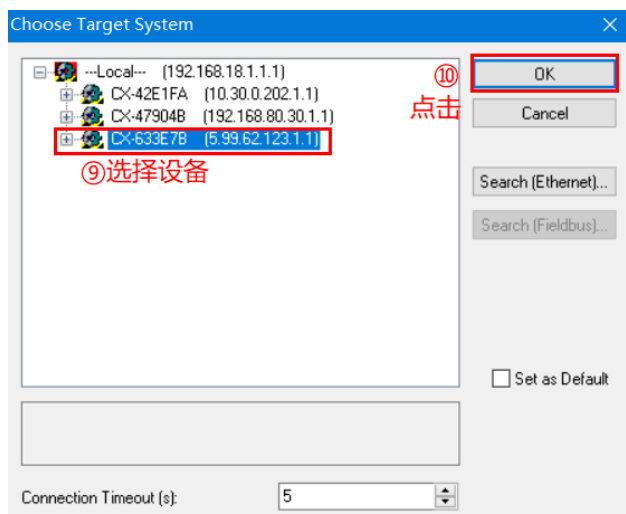 Choose Target System
---Local--- (192.168.18.1.1.1)
CX-42E1FA (10.30.0.202.1.1)
CX-47904B (192.168.80.30.1.1)
CX-633E7B (5.99.62.123.1.1)
⑨选择设备
⑩
点击
OK
Cancel
Search (Ethernet)...
Search (Fieldbus)...
Set as Default
Connection Timeout (s):
5